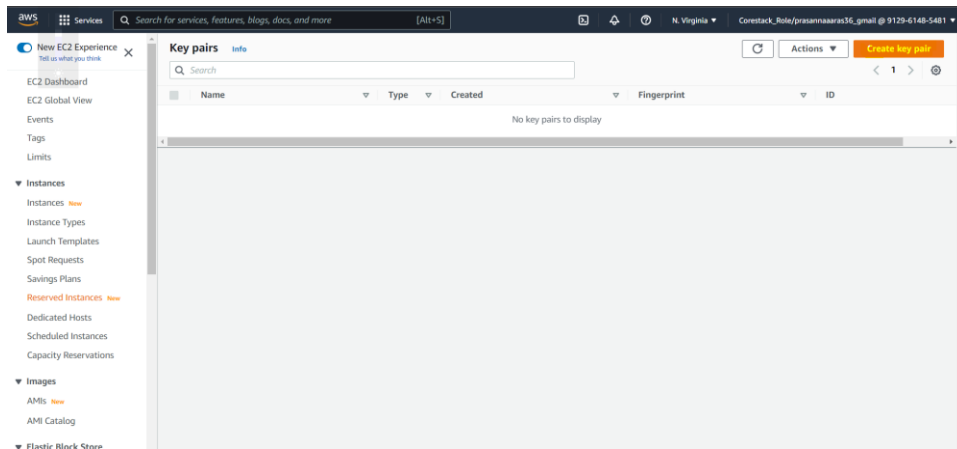 aws Services Search for services, features, blogs, docs, and more [Alt+S] N. Virginia ▼ Corestack_Role/prasannaaaras36_gmail @ 9129-6148-5481 ▼
New EC2 Experience
Tell us what you think
EC2 Dashboard
EC2 Global View
Events
Tags
Limits
▼ Instances
Instances New
Instance Types
Launch Templates
Spot Requests
Savings Plans
Reserved Instances New
Dedicated Hosts
Scheduled Instances
Capacity Reservations
▼ Images
AMIs New
AMI Catalog
▼ Elastic Block Store
Key pairs Info
Actions ▼ Create key pair
Search
1
Name Type Created Fingerprint ID
No key pairs to display